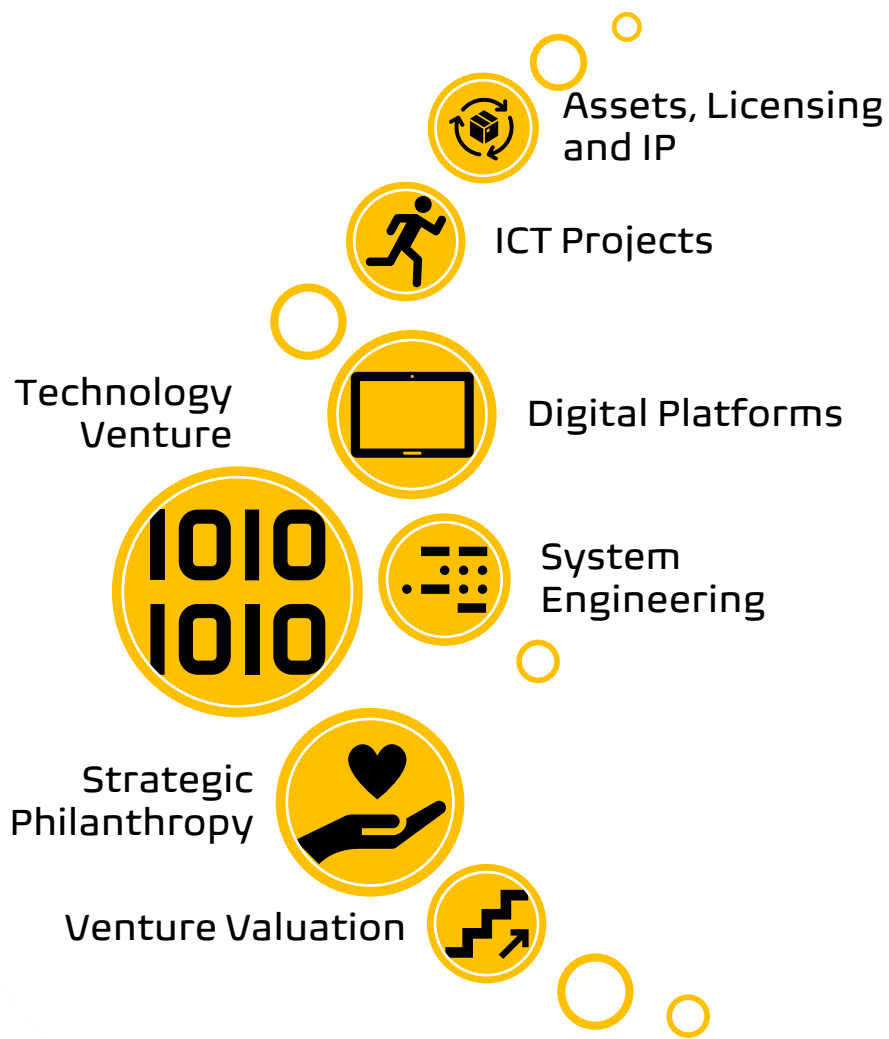 Assets, Licensing
and IP
ICT Projects
Technology
Venture
Digital Platforms
1010
1010
System
Engineering
Strategic
Philanthropy
Venture Valuation